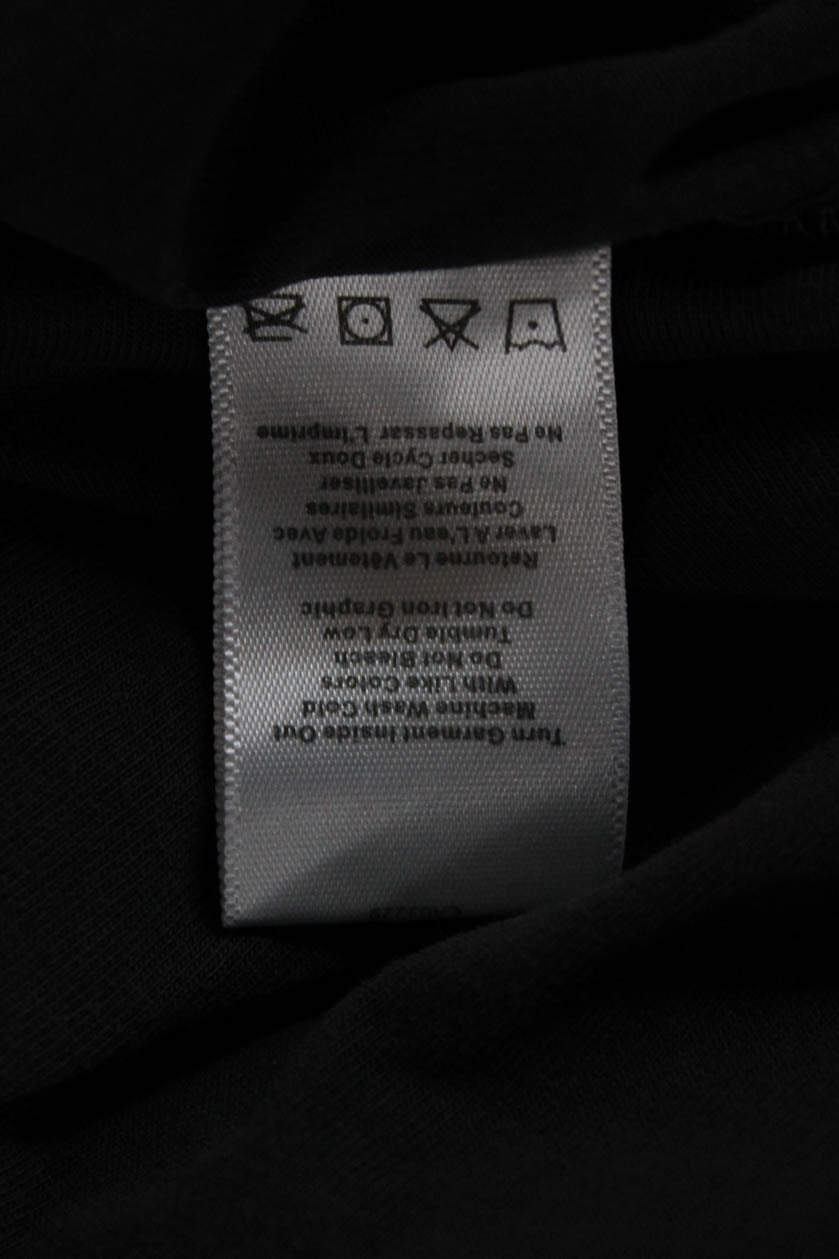 Turn Garment Inside Out
Machine Wash Cold
With Like Colors
Do Not Bleach
Tumble Dry Low
Do Not Iron Graphic
Retourne Le Vêtement
Laver A L'eau Froide Avec
Couleurs Similaires
Ne Pas Javelliser
Secher Cycle Doux
Ne Pas Repassar L'Imprime